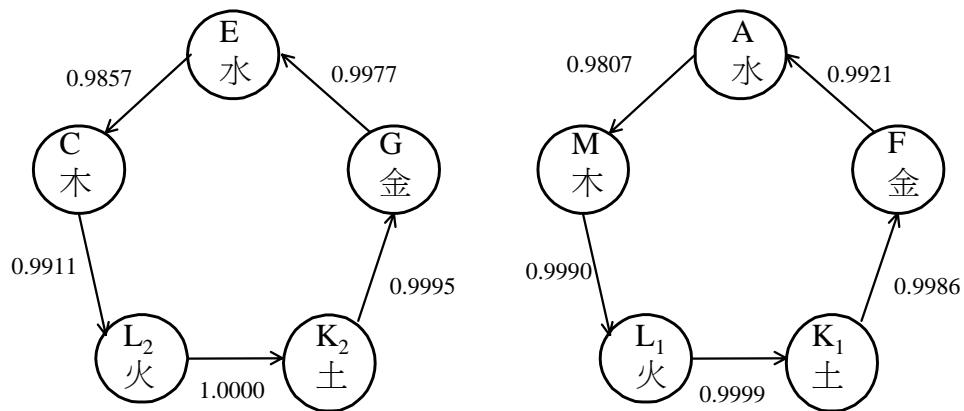 E
水
0.9857
0.9977
C
木
G
金
0.9911
0.9995
L₂
火
K₂
土
1.0000
A
水
0.9807
0.9921
M
木
F
金
0.9990
0.9986
L₁
火
K₁
土
0.9999